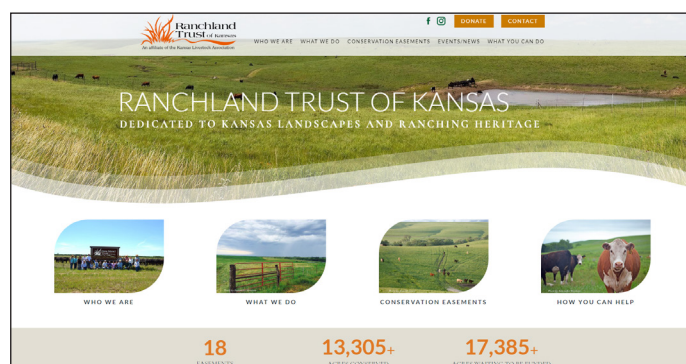 Ranchland
Trust of Kansas
An affiliate of the Kansas Livestock Association
f
DONATE
CONTACT
WHO WE ARE
WHAT WE DO
CONSERVATION EASEMENTS
EVENTS/NEWS
WHAT YOU CAN DO
RANCHLAND TRUST OF KANSAS
DEDICATED TO KANSAS LANDSCAPES AND RANCHING HERITAGE
WHO WE ARE
WHAT WE DO
CONSERVATION EASEMENTS
HOW YOU CAN HELP
18
13,305+
17,385+
EASEMENTS